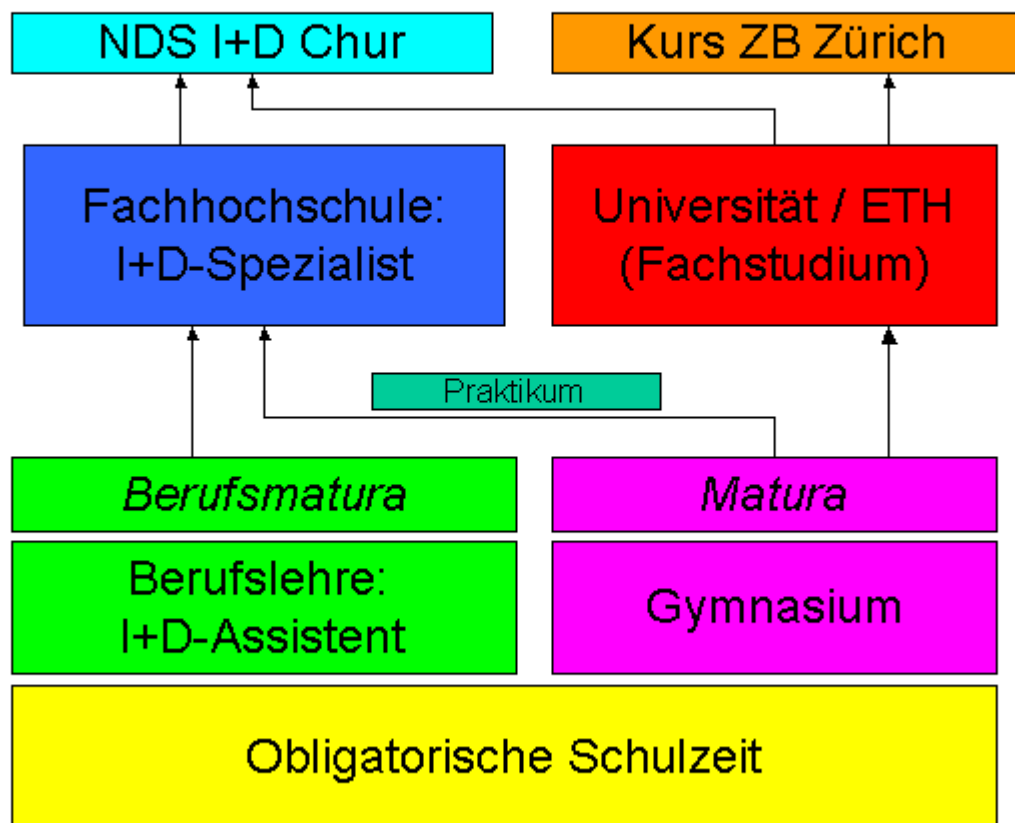 NDS I+D Chur
Kurs ZB Zürich
Fachhochschule:
I+D-Spezialist
Universität / ETH
(Fachstudium)
Praktikum
Berufsmatura
Matura
Berufslehre:
I+D-Assistent
Gymnasium
Obligatorische Schulzeit